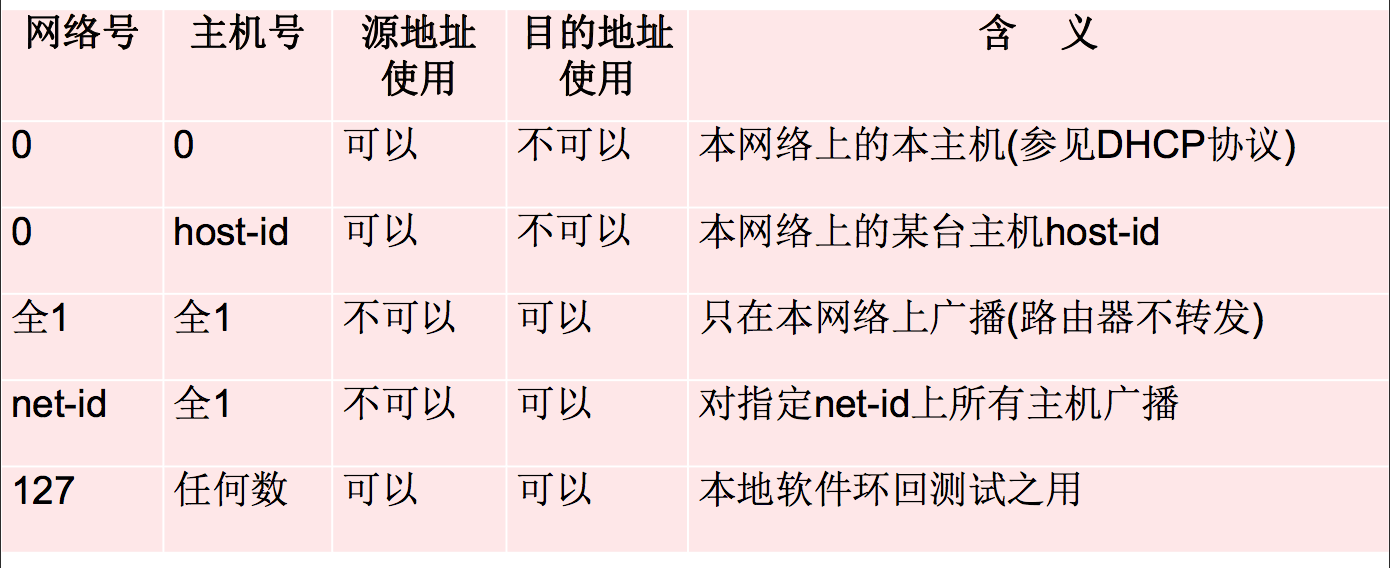 网络号 主机号 源地址使用 目的地址使用 含 义
0 0 可以 不可以 本网络上的本主机(参见DHCP协议)
0 host-id 可以 不可以 本网络上的某台主机host-id
全1 全1 不可以 可以 只在本网络上广播(路由器不转发)
net-id 全1 不可以 可以 对指定net-id上所有主机广播
127 任何数 可以 可以 本地软件环回测试之用